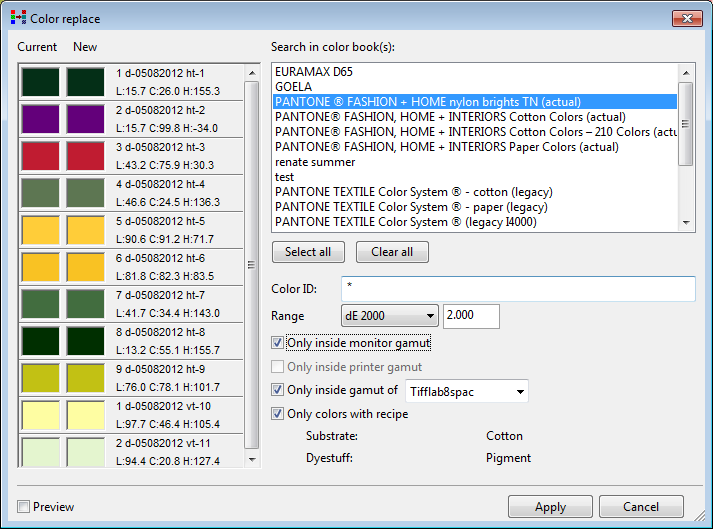 Color replace
Current New
Search in color book(s):
1 d-05082012 ht-1
L:15.7 C:26.0 H:155.3
2 d-05082012 ht-2
L:15.7 C:99.8 H:-34.0
3 d-05082012 ht-3
L:43.2 C:75.9 H:30.3
4 d-05082012 ht-4
L:46.6 C:24.5 H:136.3
5 d-05082012 ht-5
L:90.6 C:91.2 H:71.7
6 d-05082012 ht-6
L:81.8 C:82.3 H:83.5
7 d-05082012 ht-7
L:41.7 C:34.4 H:143.0
8 d-05082012 ht-8
L:13.2 C:55.1 H:155.7
9 d-05082012 ht-9
L:76.0 C:78.1 H:101.7
1 d-05082012 vt-10
L:97.7 C:46.4 H:105.4
2 d-05082012 vt-11
L:94.4 C:20.8 H:127.4
EURAMAX D65
GOELA
PANTONE ® FASHION + HOME nylon brights TN (actual)
PANTONE® FASHION, HOME + INTERIORS Cotton Colors (actual)
PANTONE® FASHION, HOME + INTERIORS Cotton Colors – 210 Colors (actu
PANTONE® FASHION, HOME + INTERIORS Paper Colors (actual)
renate summer
test
PANTONE TEXTILE Color System ® - cotton (legacy)
PANTONE TEXTILE Color System ® - paper (legacy)
PANTONE TEXTILE Color System ® (legacy I4000)
Select all Clear all
Color ID: *
Range dE 2000 2.000
Only inside monitor gamut
Only inside printer gamut
Only inside gamut of Tifflab8spac
Only colors with recipe
Substrate: Cotton
Dyestuff: Pigment
Preview Apply Cancel